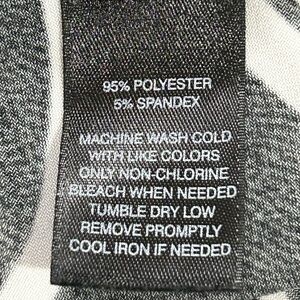 95% POLYESTER
5% SPANDEX
MACHINE WASH COLD
WITH LIKE COLORS
ONLY NON-CHLORINE
BLEACH WHEN NEEDED
TUMBLE DRY LOW
REMOVE PROMPTLY
COOL IRON IF NEEDED